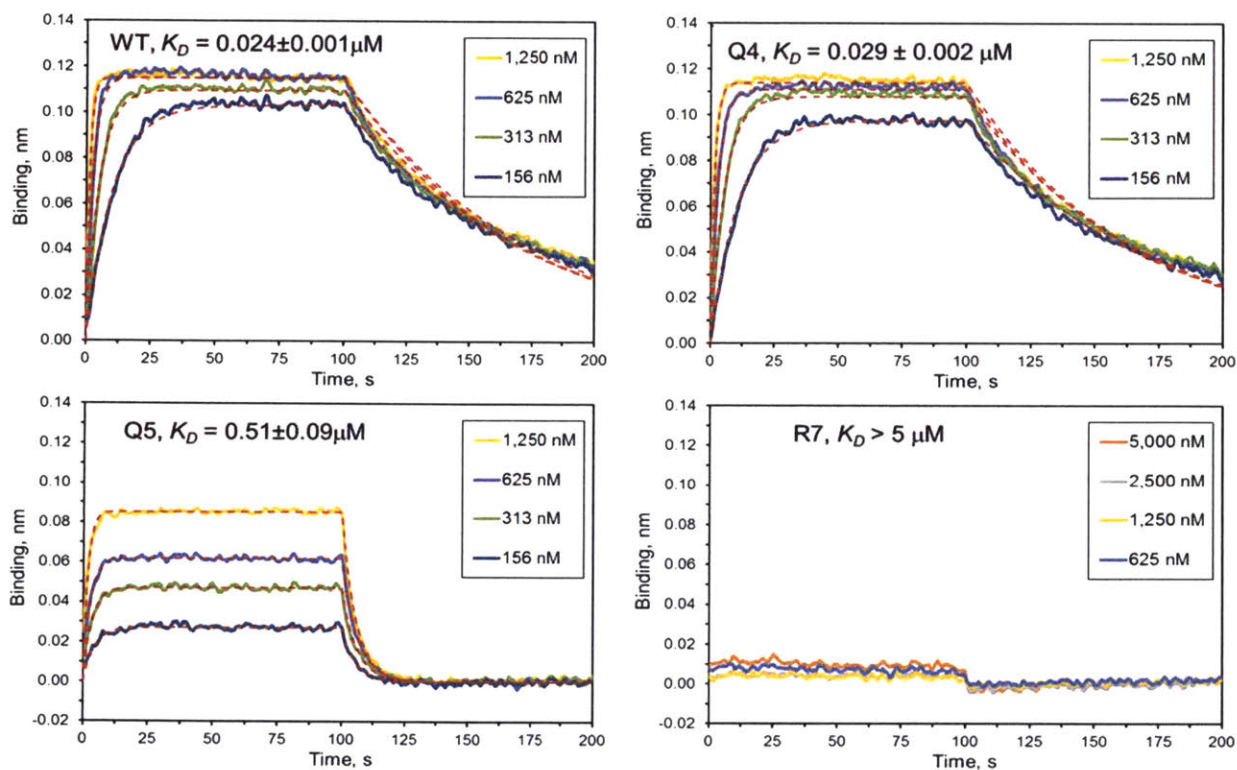 WT, K_D = 0.024±0.001μM
1,250 nM
625 nM
313 nM
156 nM
Binding, nm
0.14
0.12
0.10
0.08
0.06
0.04
0.02
0.00
0 25 50 75 100 125 150 175 200
Time, s
Q4, K_D = 0.029 ± 0.002 μM
1,250 nM
625 nM
313 nM
156 nM
Binding, nm
0.14
0.12
0.10
0.08
0.06
0.04
0.02
0.00
0 25 50 75 100 125 150 175 200
Time, s
Q5, K_D = 0.51±0.09μM
1,250 nM
625 nM
313 nM
156 nM
Binding, nm
0.14
0.12
0.10
0.08
0.06
0.04
0.02
0.00
-0.02
0 25 50 75 100 125 150 175 200
Time, s
R7, K_D > 5 μM
5,000 nM
2,500 nM
1,250 nM
625 nM
Binding, nm
0.14
0.12
0.10
0.08
0.06
0.04
0.02
0.00
-0.02
0 25 50 75 100 125 150 175 200
Time, s